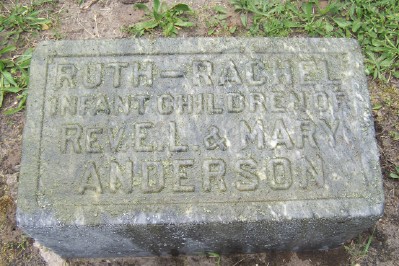 RUTH-RACHEL
INFANT CHILDREN OF
REV. E. L. & MARY
ANDERSON